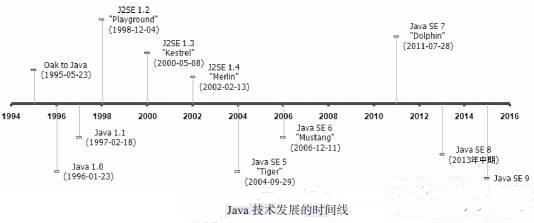 J2SE 1.2
"Playground"
(1998-12-04)
J2SE 1.3
"Kestrel"
(2000-05-08)
Java SE 7
"Dolphin"
(2011-07-28)
Oak to Java
(1995-05-23)
J2SE 1.4
"Merlin"
(2002-02-13)
1994 1996 1998 2000 2002 2004 2006 2008 2010 2012 2014 2016
Java 1.1
(1997-02-18)
Java SE 6
"Mustang"
(2006-12-11)
Java SE 8
(2013年中期)
Java 1.0
(1996-01-23)
Java SE 5
"Tiger"
(2004-09-29)
Java SE 9
Java 技术发展的时间线